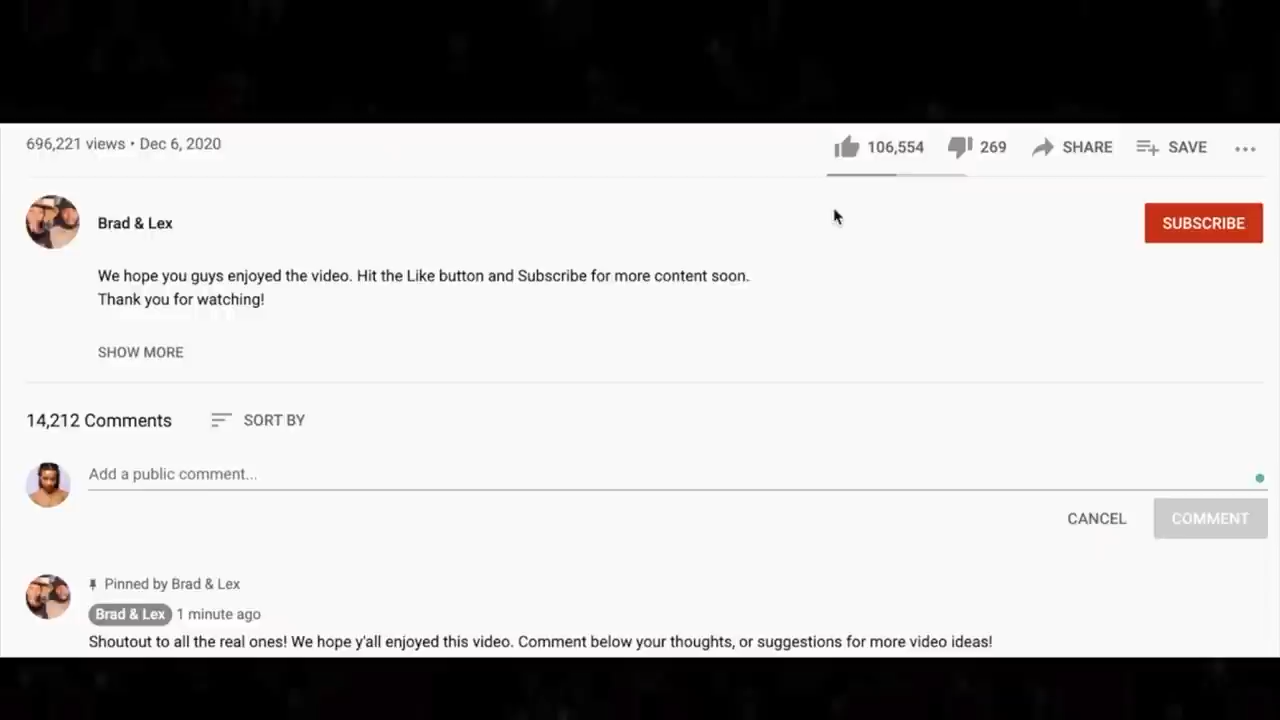 696,221 views • Dec 6, 2020
106,554 269 SHARE SAVE
Brad & Lex
SUBSCRIBE
We hope you guys enjoyed the video. Hit the Like button and Subscribe for more content soon.
Thank you for watching!
SHOW MORE
14,212 Comments SORT BY
Add a public comment...
CANCEL COMMENT
Pinned by Brad & Lex
Brad & Lex 1 minute ago
Shoutout to all the real ones! We hope y'all enjoyed this video. Comment below your thoughts, or suggestions for more video ideas!